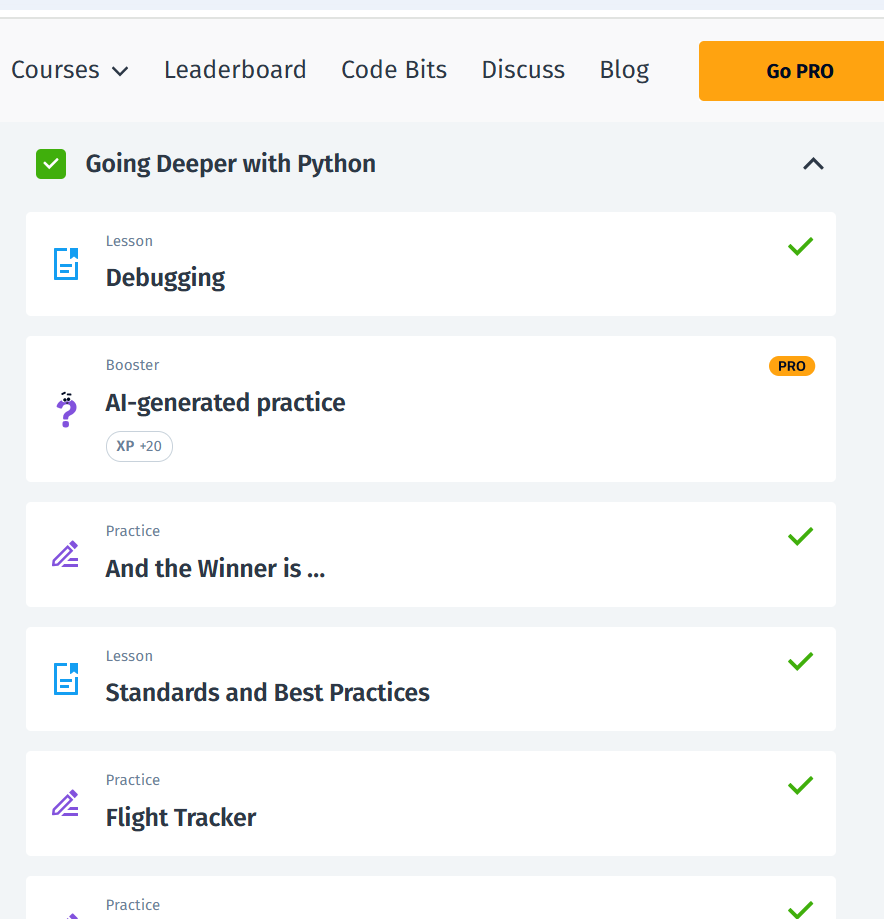 Courses Leaderboard Code Bits Discuss Blog Go PRO
Going Deeper with Python
Lesson
Debugging
Booster
PRO
AI-generated practice
XP +20
Practice
And the Winner is ...
Lesson
Standards and Best Practices
Practice
Flight Tracker
Practice